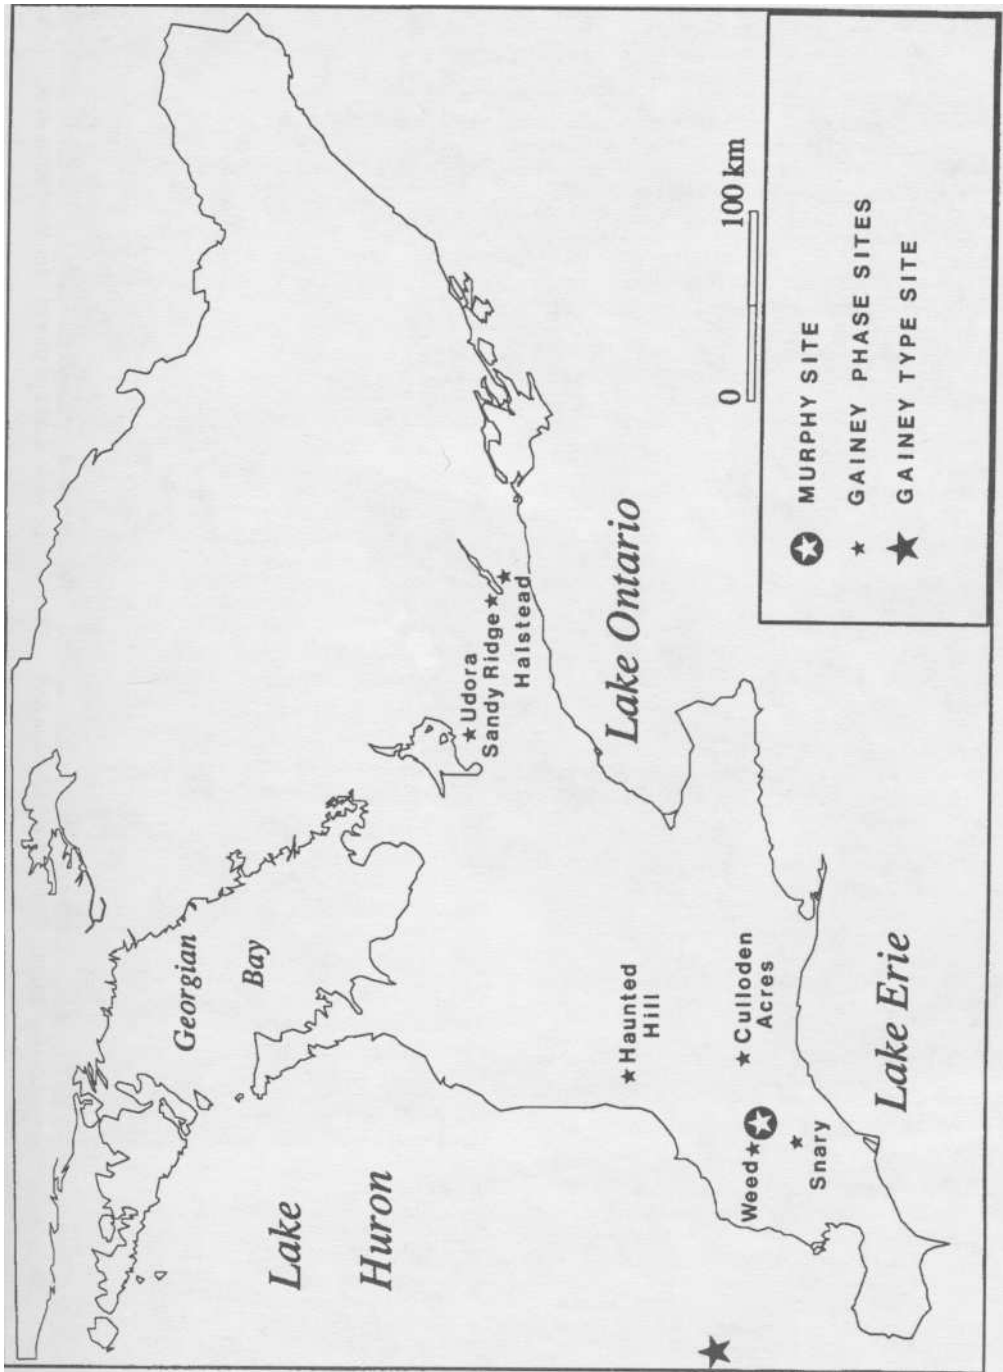 Georgian
Bay
Lake
Huron
Udora
Sandy Ridge
Halstead
Lake Ontario
Haunted
Hill
Culloden
Acres
Weed
Snary
Lake Erie
0 100 km
MURPHY SITE
GAINEY PHASE SITES
GAINEY TYPE SITE